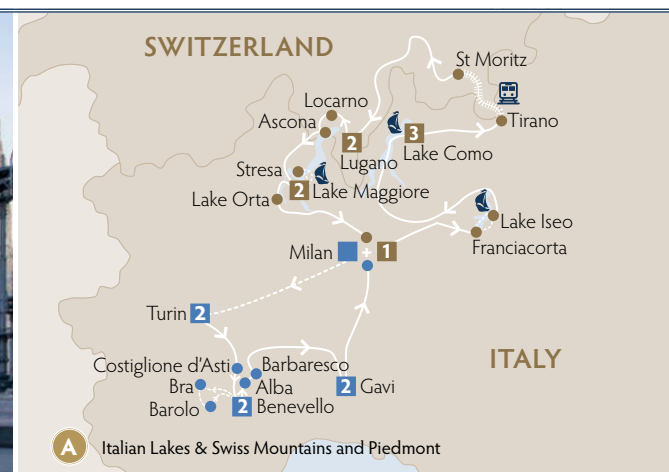 SWITZERLAND
St Moritz
Locarno
Ascona
Tirano
2
3
Lugano
Lake Como
Stresa
2
Lake Maggiore
Lake Orta
Lake Iseo
Milan
+
1
Franciacorta
Turin
2
ITALY
Costiglione d'Asti
Barbaresco
Bra
Alba
2
Gavi
Barolo
2
Benevello
A
Italian Lakes & Swiss Mountains and Piedmont